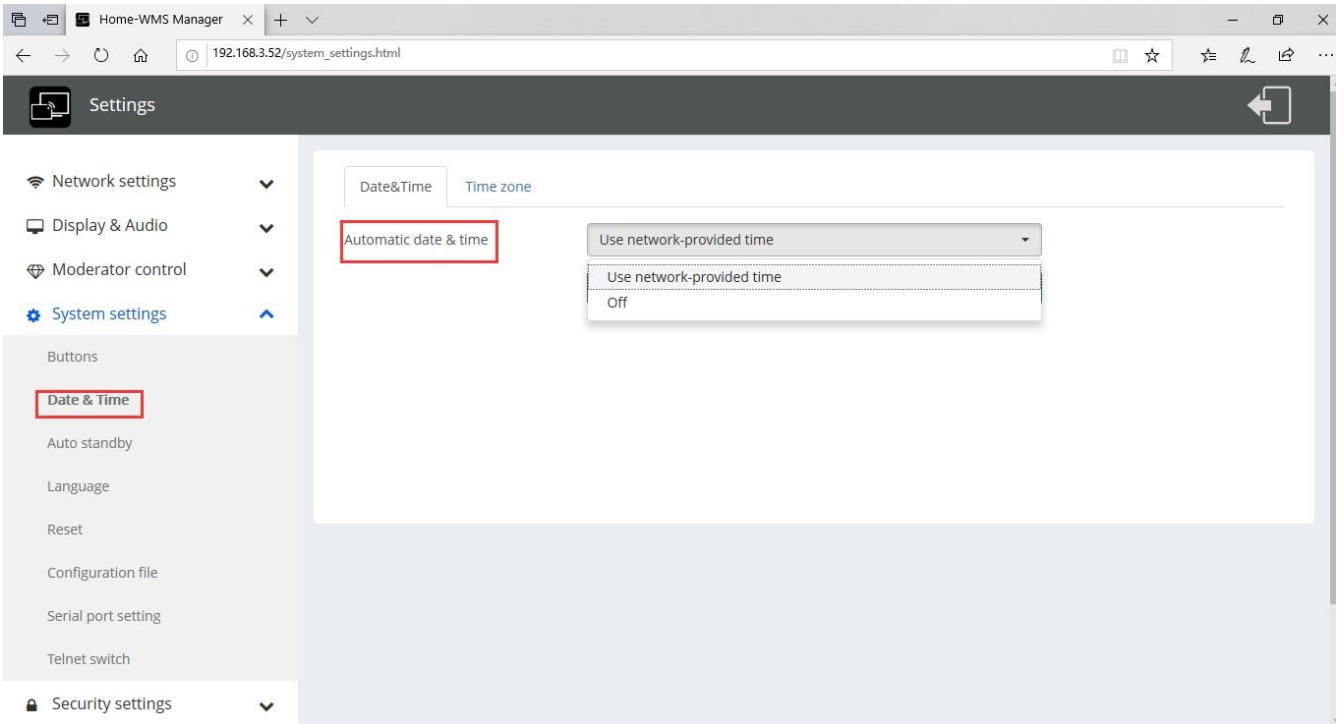 Home-WMS Manager
192.168.3.52/system_settings.html
Settings
Network settings
Display & Audio
Moderator control
System settings
Buttons
Date & Time
Auto standby
Language
Reset
Configuration file
Serial port setting
Telnet switch
Security settings
Date&Time Time zone
Automatic date & time Use network-provided time
Use network-provided time
Off